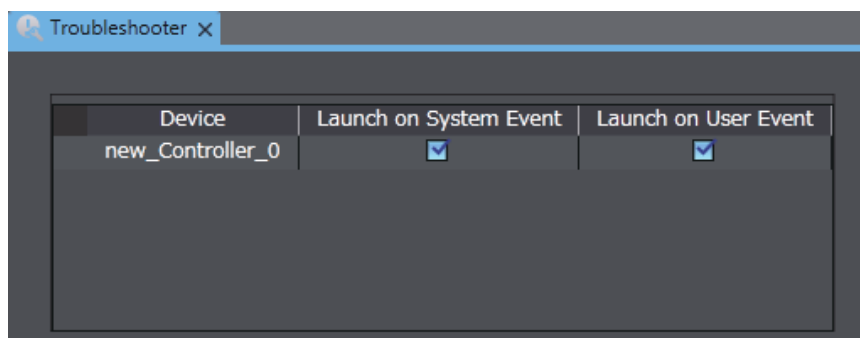 Troubleshooter
Device Launch on System Event Launch on User Event
new_Controller_0